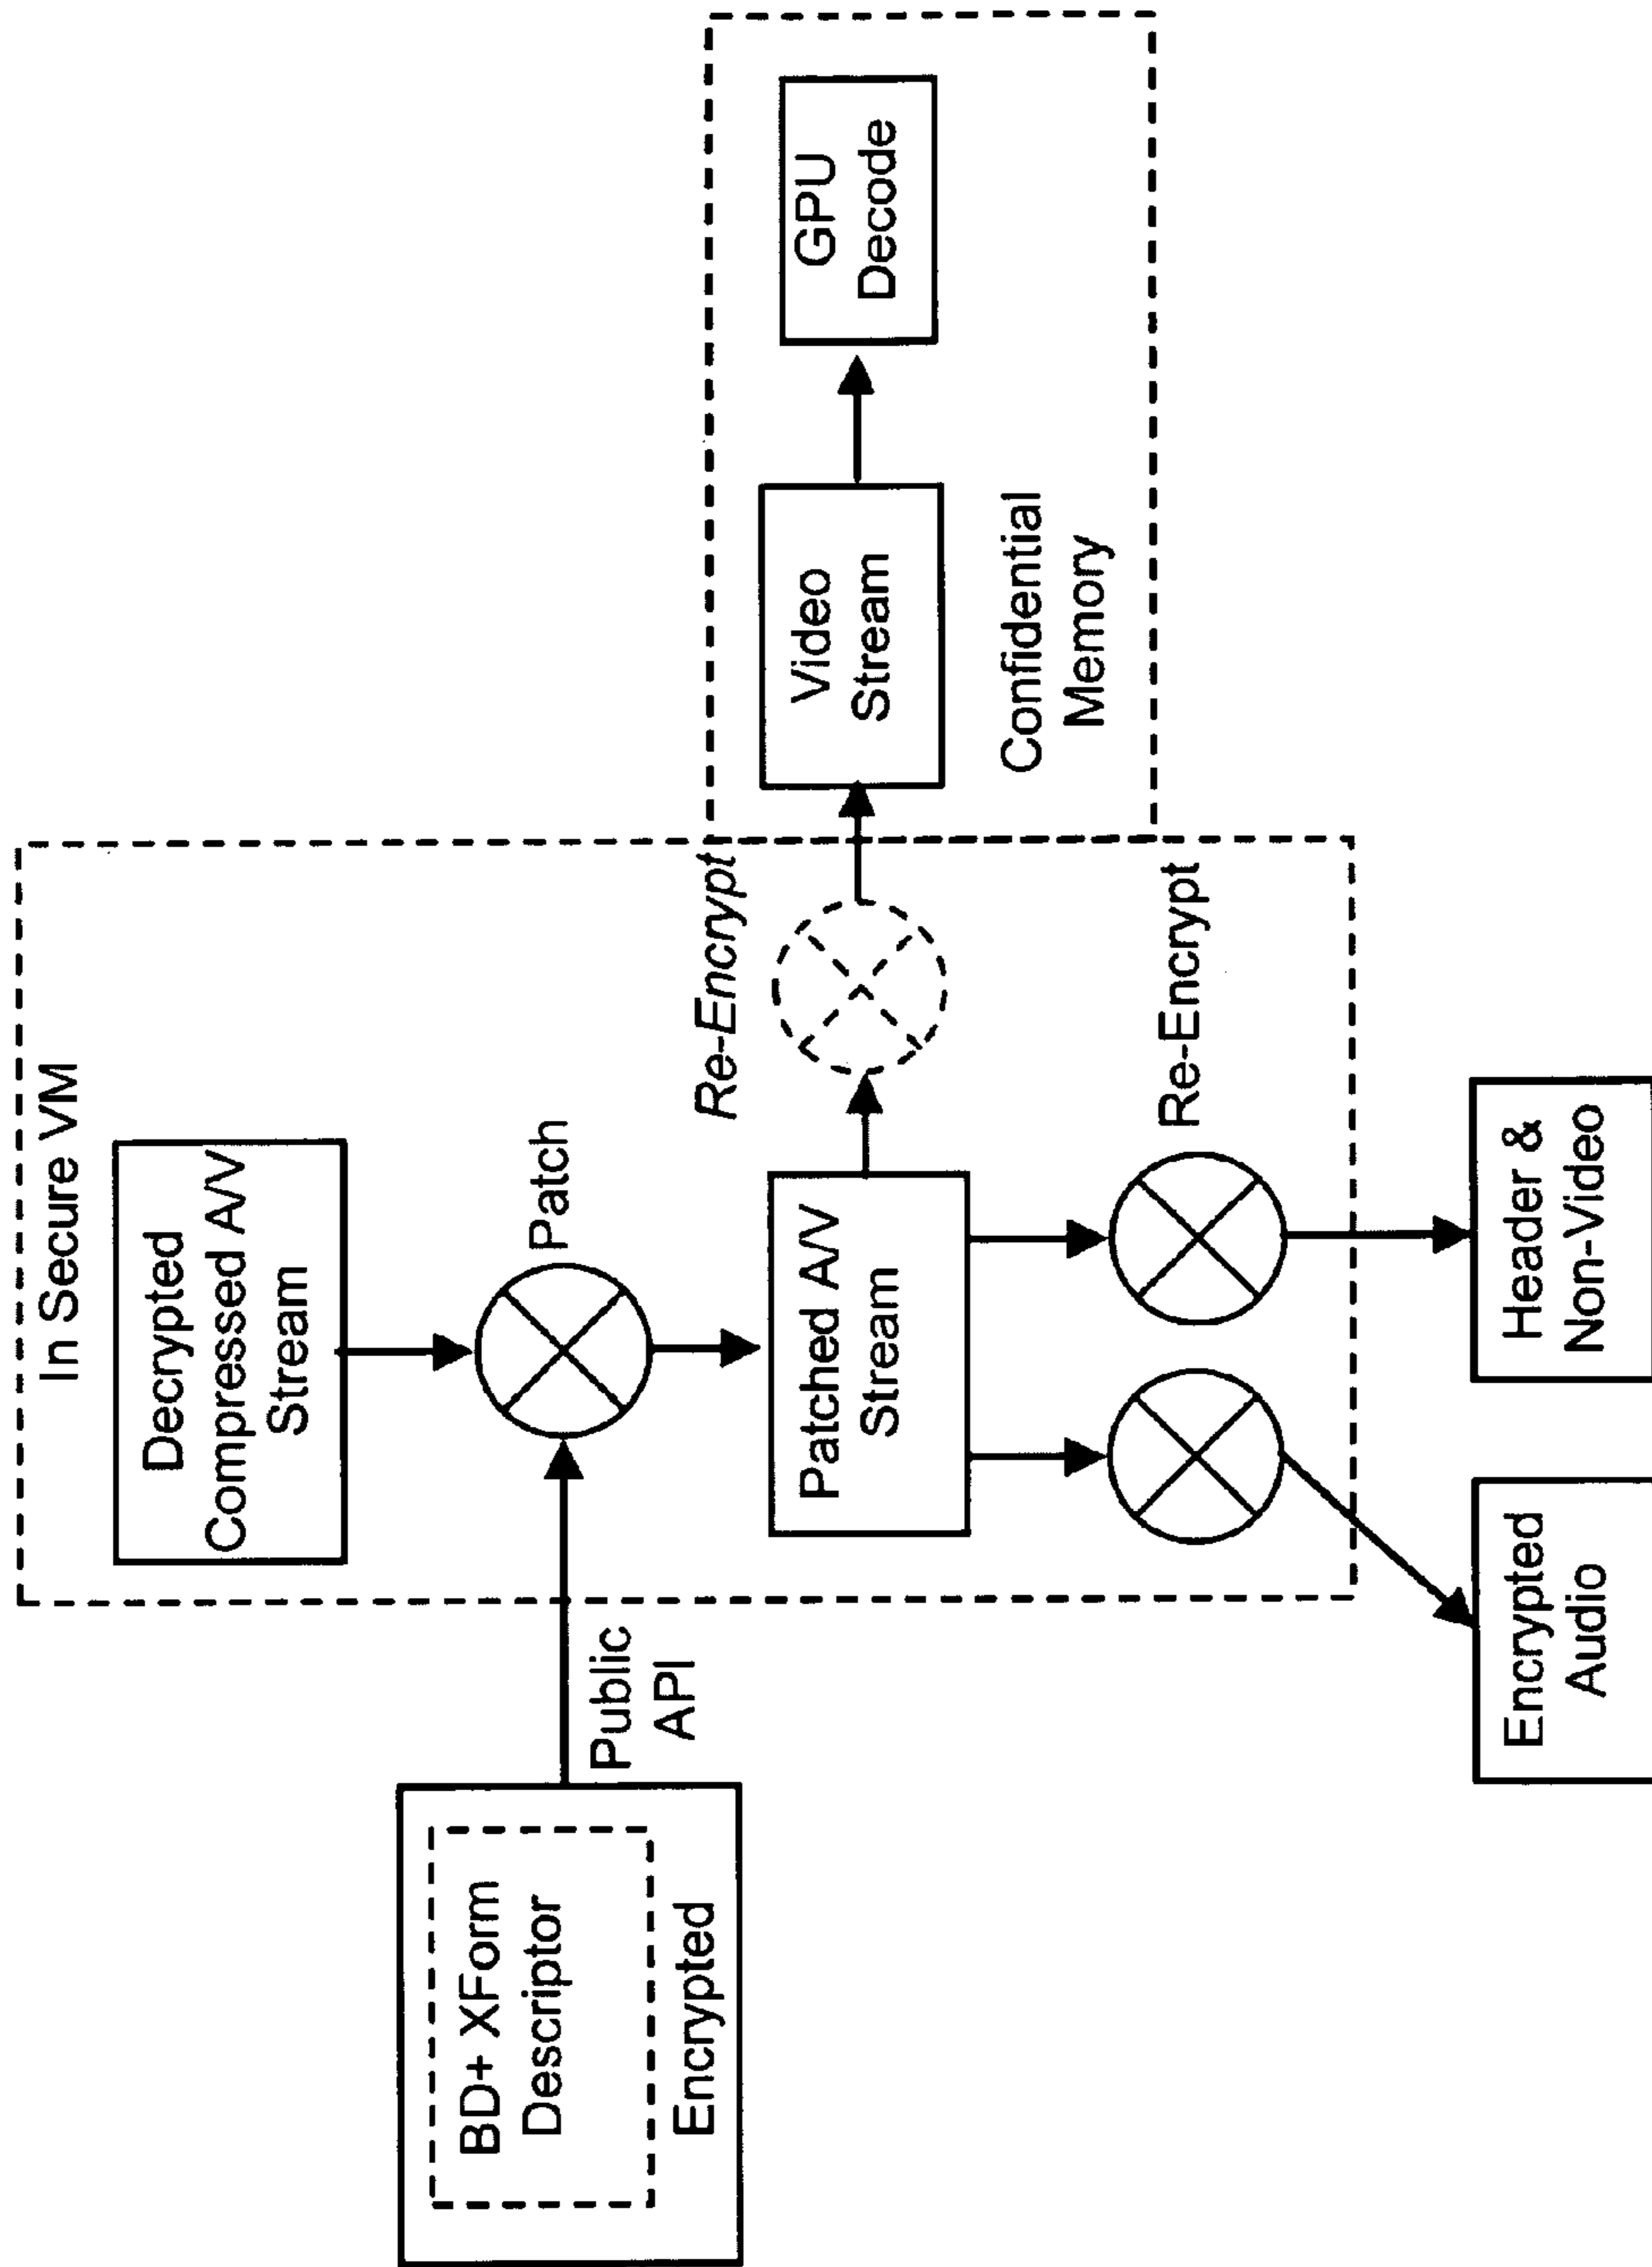 In Secure VM
Decrypted
Compressed A/V
Stream
Patch
BD+ XForm
Descriptor
Encrypted
Public
API
Patched A/V
Stream
Re-Encrypt
Video
Stream
GPU
Decode
Confidential
Memory
Re-Encrypt
Encrypted
Audio
Header &
Non-Video